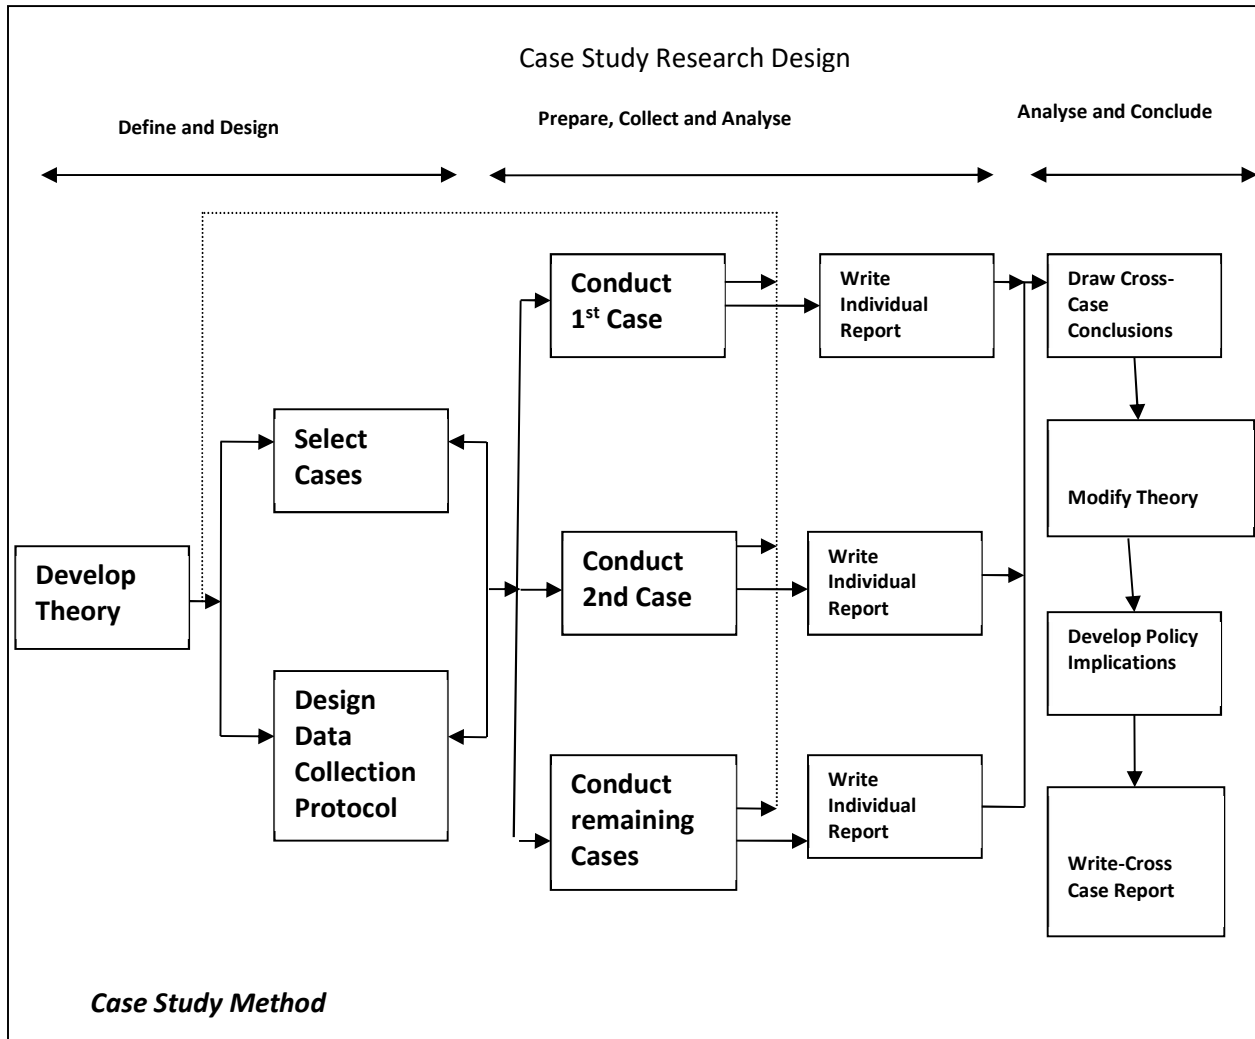 Case Study Research Design
Define and Design
Prepare, Collect and Analyse
Analyse and Conclude
Develop
Theory
Select
Cases
Design
Data
Collection
Protocol
Conduct
1st Case
Conduct
2nd Case
Conduct
remaining
Cases
Write
Individual
Report
Write
Individual
Report
Write
Individual
Report
Draw Cross-
Case
Conclusions
Modify Theory
Develop Policy
Implications
Write-Cross
Case Report
Case Study Method